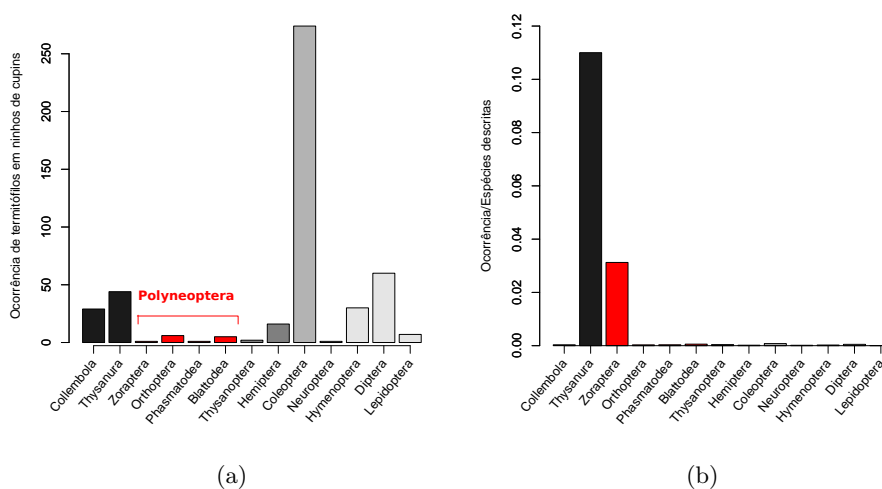 Ocorrência de termitófilos em ninhos de cupins
250
200
150
100
50
0
Polyneoptera
Collembola
Thysanura
Zoraptera
Orthoptera
Phasmatodea
Blattodea
Thysanoptera
Hemiptera
Coleoptera
Neuroptera
Hymenoptera
Diptera
Lepidoptera
(a)
Ocorrência/Espécies descritas
0.12
0.10
0.08
0.06
0.04
0.02
0.00
Collembola
Thysanura
Zoraptera
Orthoptera
Phasmatodea
Blattodea
Thysanoptera
Hemiptera
Coleoptera
Neuroptera
Hymenoptera
Diptera
Lepidoptera
(b)